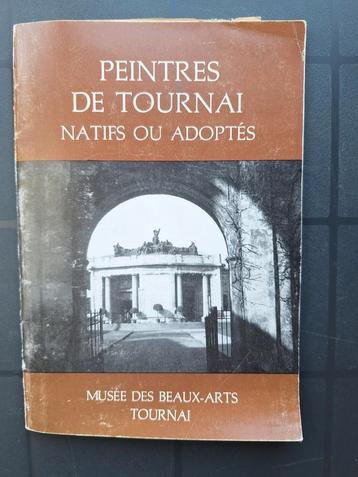 PEINTRES
DE TOURNAI
NATIFS OU ADOPTÉS
MUSÉE DES BEAUX-ARTS
TOURNAI